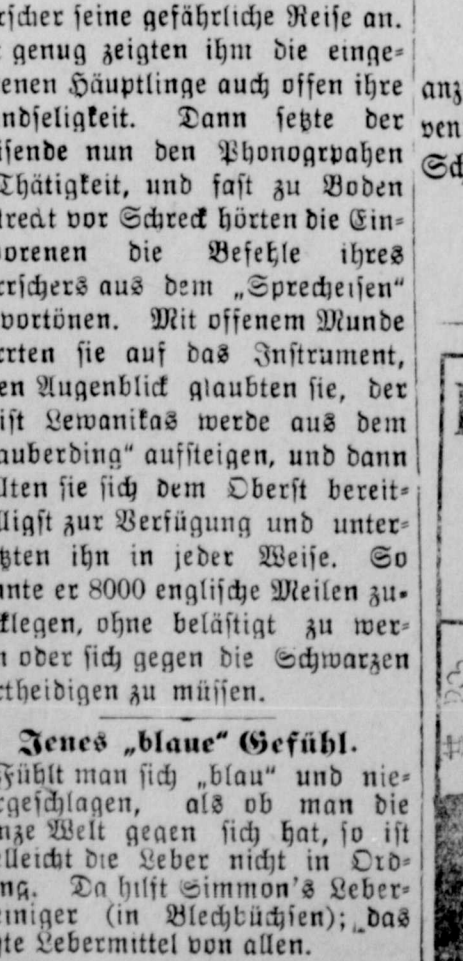 rscher seine gefährliche Reise an.
genug zeigten ihm die einge=
enen Häuptlinge auch offen ihre
ndseligkeit. Dann setzte der
isende nun den Phonogrpahen
Thätigkeit, und fast zu Boden
treckt vor Schreck hörten die Ein=
orenen die Befehle ihres
rrschers aus dem „Sprecheisen"
vortönen. Mit offenem Munde
rrten sie auf das Instrument,
en Augenblick glaubten sie, der
ist Lewanikas werde aus dem
auberding" aufsteigen, und dann
llten sie sich dem Oberst bereit=
lligst zur Verfügung und unter=
tzten ihn in jeder Weise. So
nnte er 8000 englische Meilen zu=
klegen, ohne belästigt zu wer=
n oder sich gegen die Schwarzen
rtheidigen zu müssen.
Jenes „blaue" Gefühl.
Fühlt man sich „blau" und nie=
rgeschlagen, als ob man die
nze Welt gegen sich hat, so ist
elleicht die Leber nicht in Ord=
ng. Da hilft Simmon's Leber=
einiger (in Blechbüchsen); das
ste Lebermittel von allen.
anz
ven
Sch